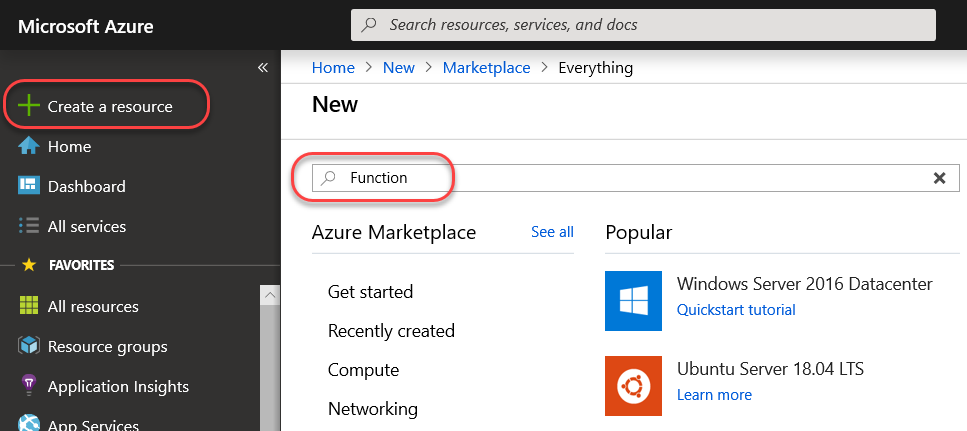 Microsoft Azure
Search resources, services, and docs
Create a resource
Home
Dashboard
All services
FAVORITES
All resources
Resource groups
Application Insights
App Services
Home > New > Marketplace > Everything
New
Function
Azure Marketplace See all
Get started
Recently created
Compute
Networking
Popular
Windows Server 2016 Datacenter
Quickstart tutorial
Ubuntu Server 18.04 LTS
Learn more